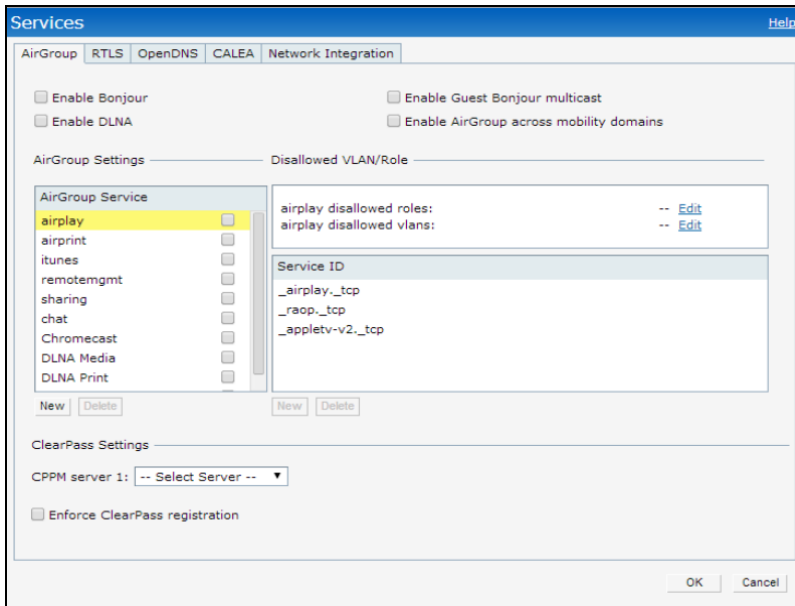 Services Help
AirGroup RTLS OpenDNS CALEA Network Integration
Enable Bonjour Enable Guest Bonjour multicast
Enable DLNA Enable AirGroup across mobility domains
AirGroup Settings Disallowed VLAN/Role
AirGroup Service
airplay
airprint
itunes
remotemgmt
sharing
chat
Chromecast
DLNA Media
DLNA Print
New Delete
airplay disallowed roles: -- Edit
airplay disallowed vlans: -- Edit
Service ID
_airplay._tcp
_raop._tcp
_appletv-v2._tcp
New Delete
ClearPass Settings
CPPM server 1: -- Select Server --
Enforce ClearPass registration
OK Cancel